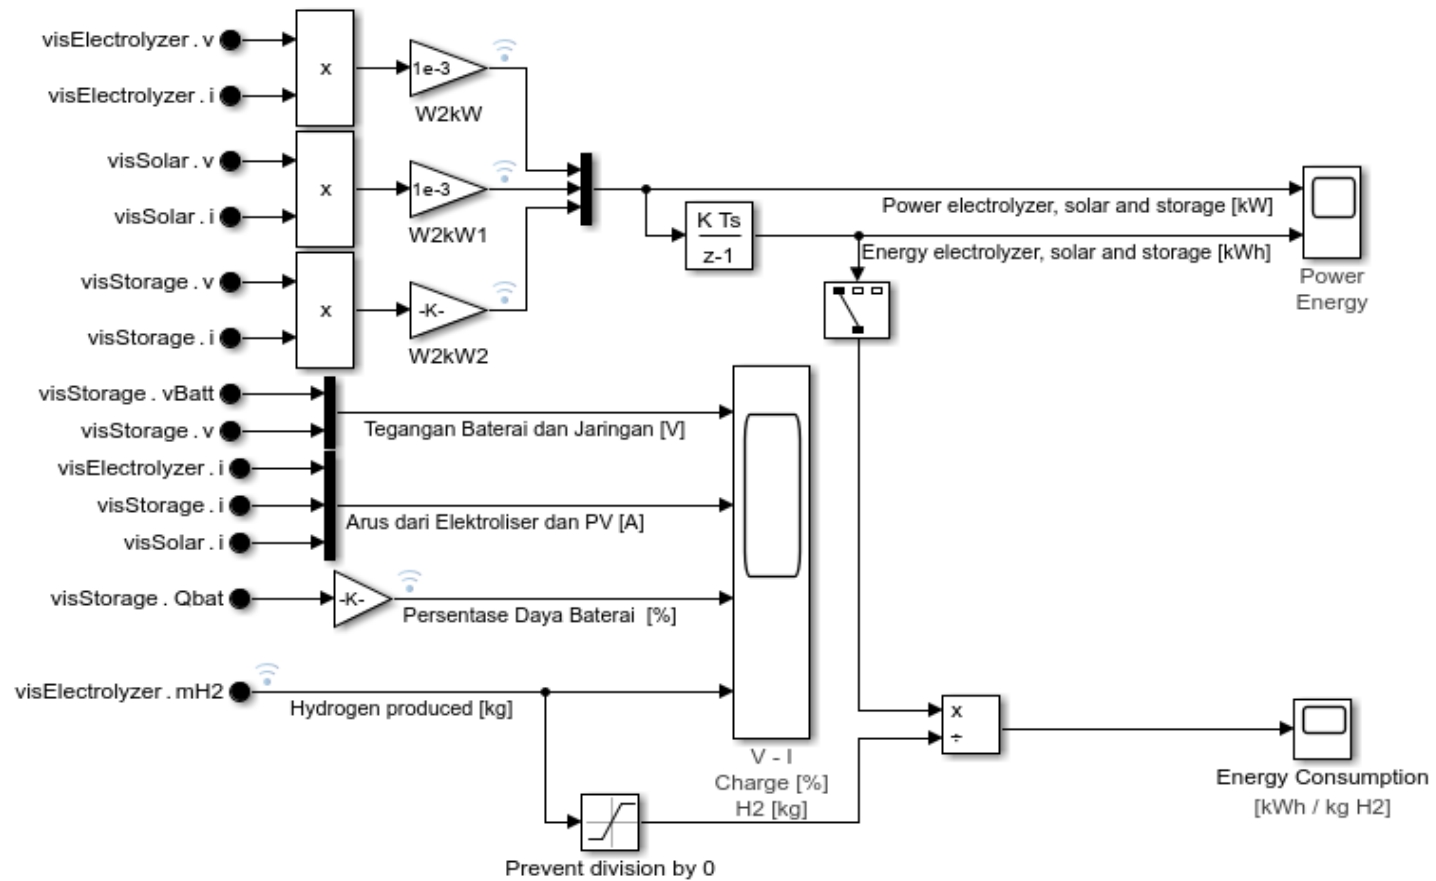 visElectrolyzer . v
visElectrolyzer . i
x
1e-3
W2kW
visSolar . v
visSolar . i
x
1e-3
W2kW1
visStorage . v
visStorage . i
x
-K-
W2kW2
K Ts
z-1
Power electrolyzer, solar and storage [kW]
Energy electrolyzer, solar and storage [kWh]
Power
Energy
visStorage . vBatt
visStorage . v
Tegangan Baterai dan Jaringan [V]
visElectrolyzer . i
visStorage . i
visSolar . i
Arus dari Elektroliser dan PV [A]
visStorage . Qbat
-K-
Persentase Daya Baterai [%]
visElectrolyzer . mH2
Hydrogen produced [kg]
V - I
Charge [%]
H2 [kg]
Prevent division by 0
x
÷
Energy Consumption
[kWh / kg H2]